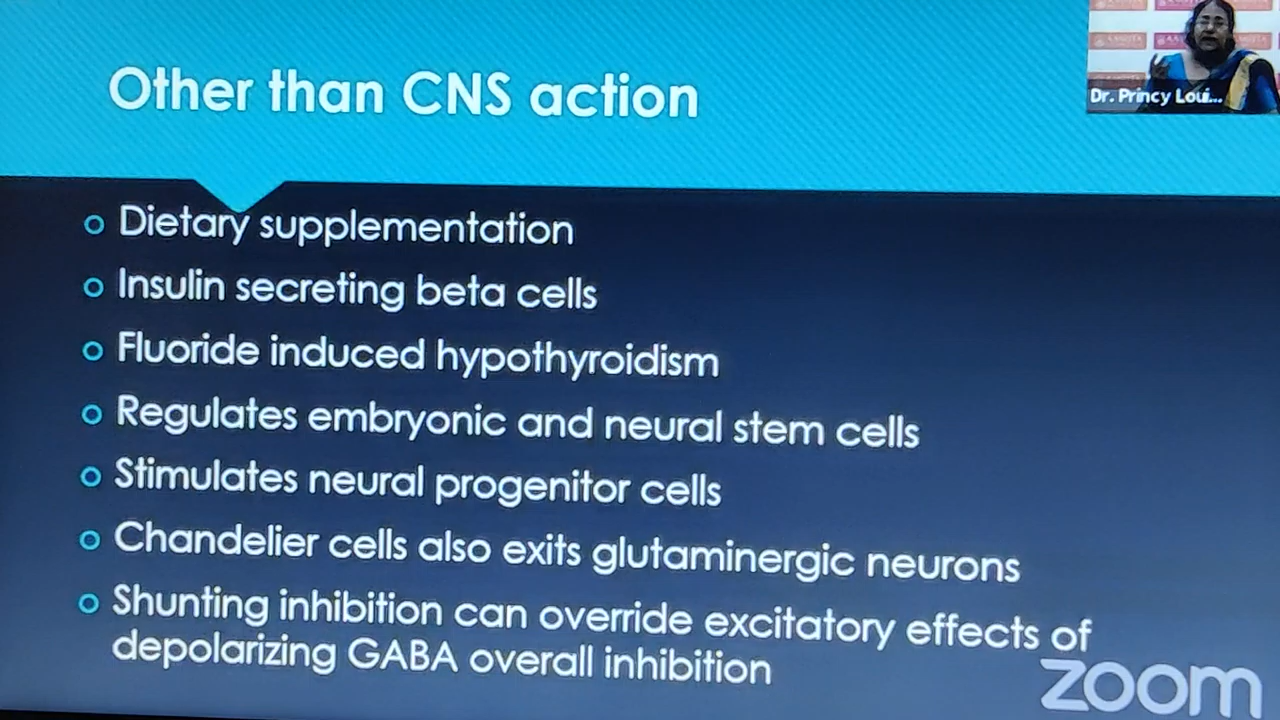 Other than CNS action
Dr. Princy Loui...
Dietary supplementation
Insulin secreting beta cells
Fluoride induced hypothyroidism
Regulates embryonic and neural stem cells
Stimulates neural progenitor cells
Chandelier cells also exits glutaminergic neurons
Shunting inhibition can override excitatory effects of
depolarizing GABA overall inhibition
zoom